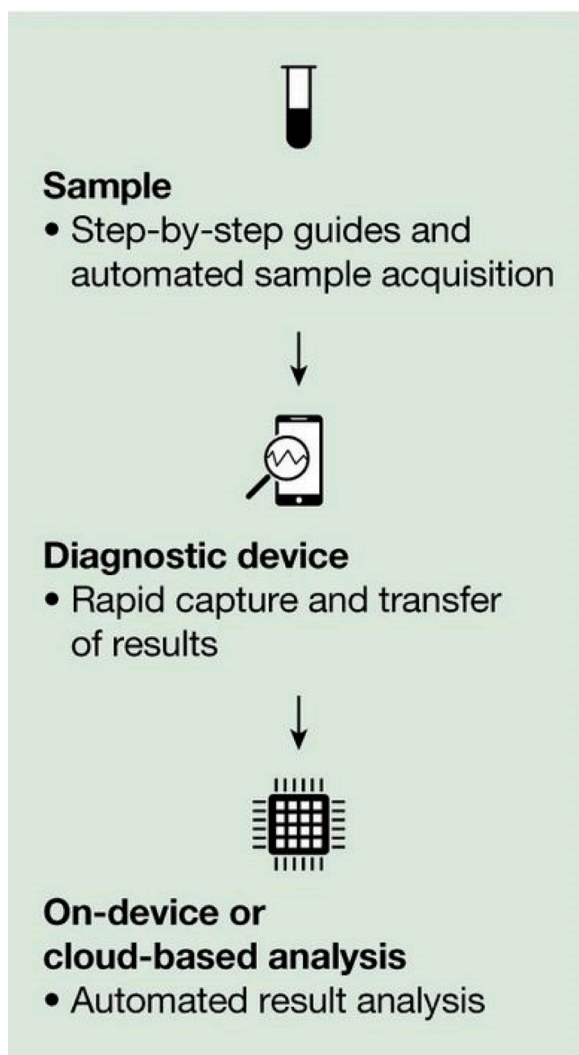 Sample
• Step-by-step guides and
automated sample acquisition
Diagnostic device
• Rapid capture and transfer
of results
On-device or
cloud-based analysis
• Automated result analysis